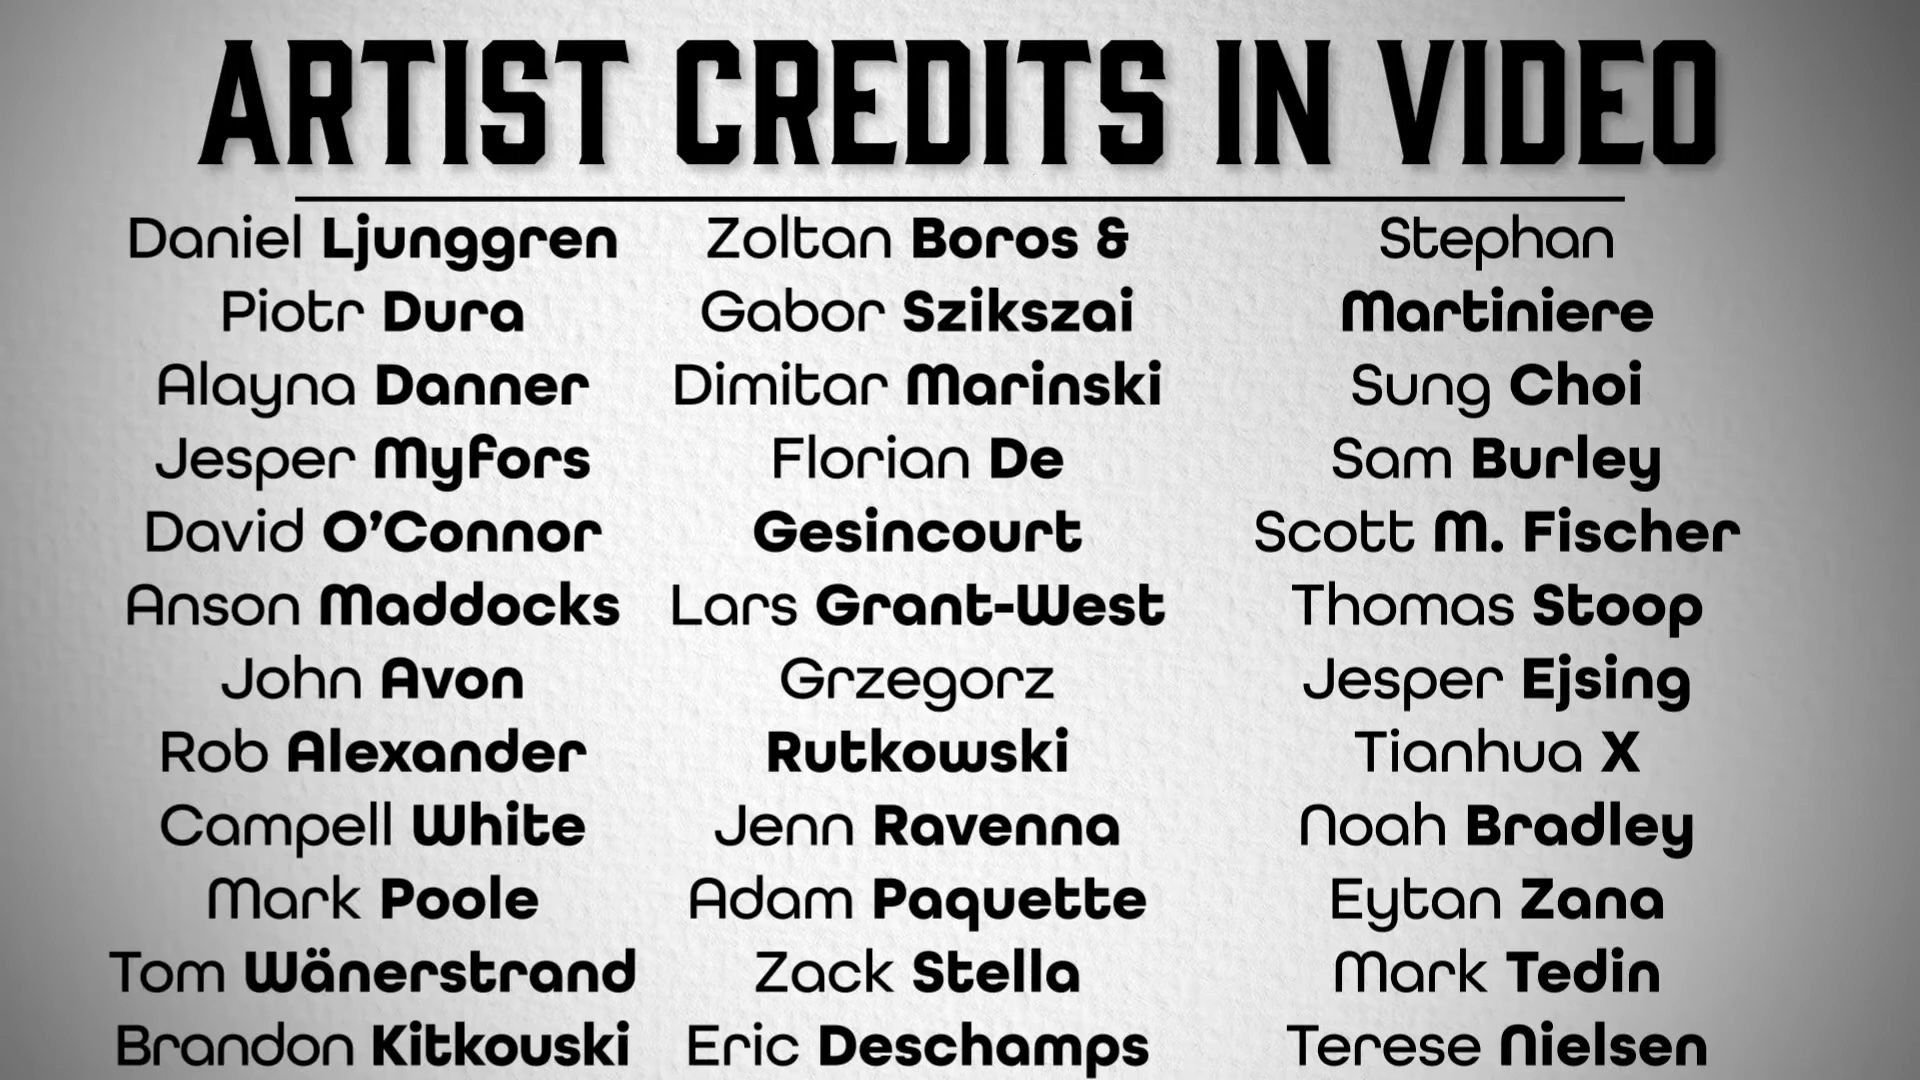 ARTIST CREDITS IN VIDEO
Daniel Ljunggren
Piotr Dura
Alayna Danner
Jesper Myfors
David O’Connor
Anson Maddocks
John Avon
Rob Alexander
Campell White
Mark Poole
Tom Wänerstrand
Brandon Kitkouski
Zoltan Boros &
Gabor Szikszai
Dimitar Marinski
Florian De
Gesincourt
Lars Grant-West
Grzegorz
Rutkowski
Jenn Ravenna
Adam Paquette
Zack Stella
Eric Deschamps
Stephan
Martiniere
Sung Choi
Sam Burley
Scott M. Fischer
Thomas Stoop
Jesper Ejsing
Tianhua X
Noah Bradley
Eytan Zana
Mark Tedin
Terese Nielsen